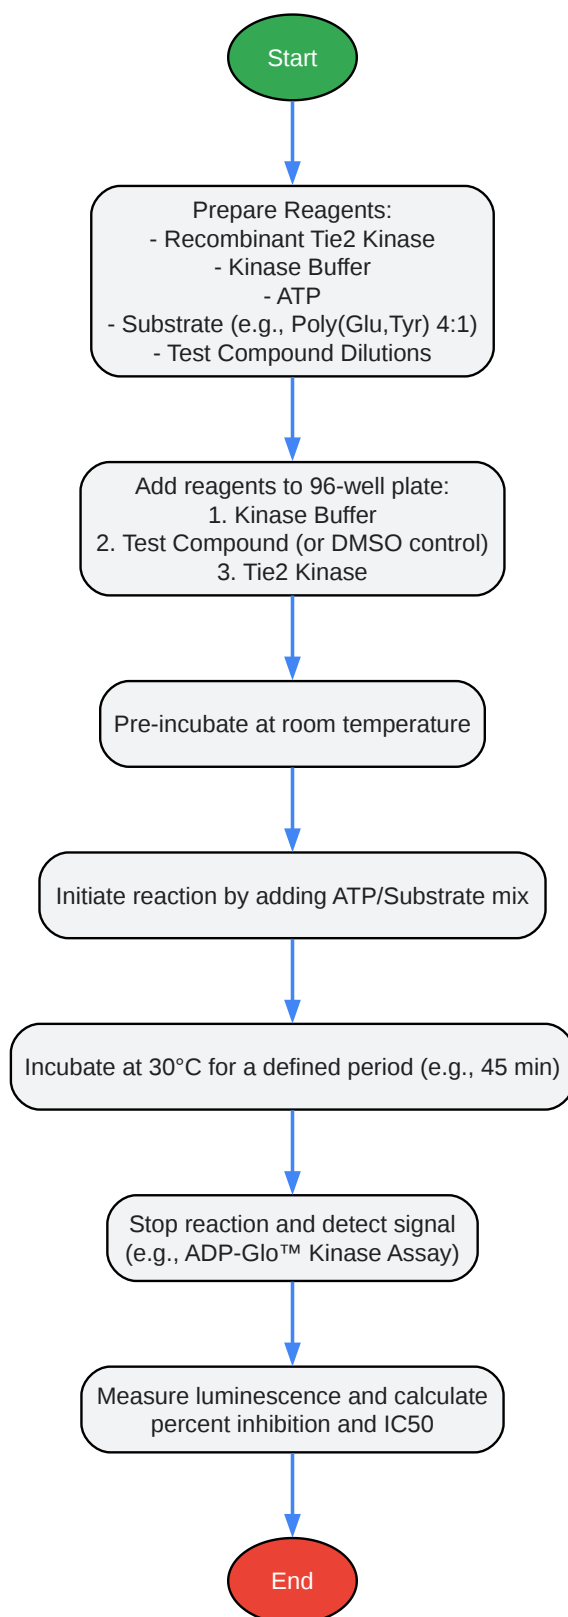 Start
Prepare Reagents:
- Recombinant Tie2 Kinase
- Kinase Buffer
- ATP
- Substrate (e.g., Poly(Glu,Tyr) 4:1)
- Test Compound Dilutions
Add reagents to 96-well plate:
1. Kinase Buffer
2. Test Compound (or DMSO control)
3. Tie2 Kinase
Pre-incubate at room temperature
Initiate reaction by adding ATP/Substrate mix
Incubate at 30°C for a defined period (e.g., 45 min)
Stop reaction and detect signal
(e.g., ADP-Glo™ Kinase Assay)
Measure luminescence and calculate
percent inhibition and IC50
End